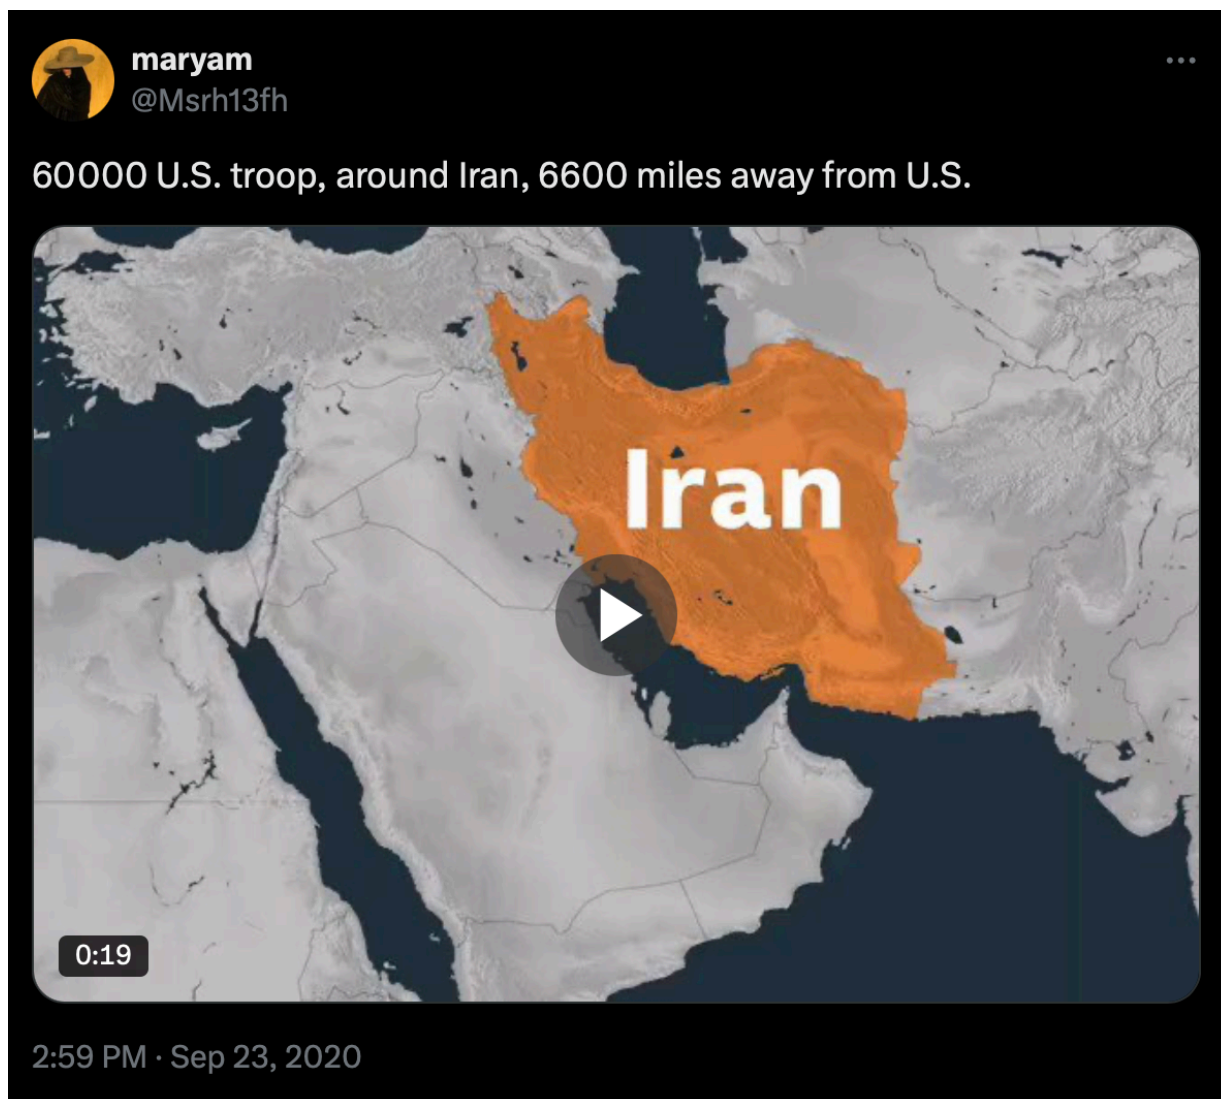 maryam
@Msrh13fh
60000 U.S. troop, around Iran, 6600 miles away from U.S.
Iran
0:19
2:59 PM · Sep 23, 2020